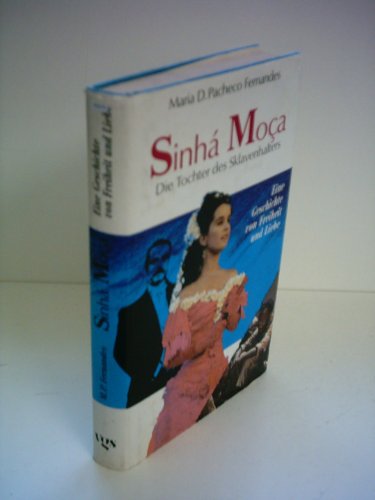 Maria D. Pacheco Fernandes
Sinhá Moça
Die Tochter des Sklavenhalters
Eine
Geschichte
von Freiheit
und Liebe
Eine Geschichte
von Freiheit und Liebe
Sinhá Moça
M.P. Fernandes
vgs